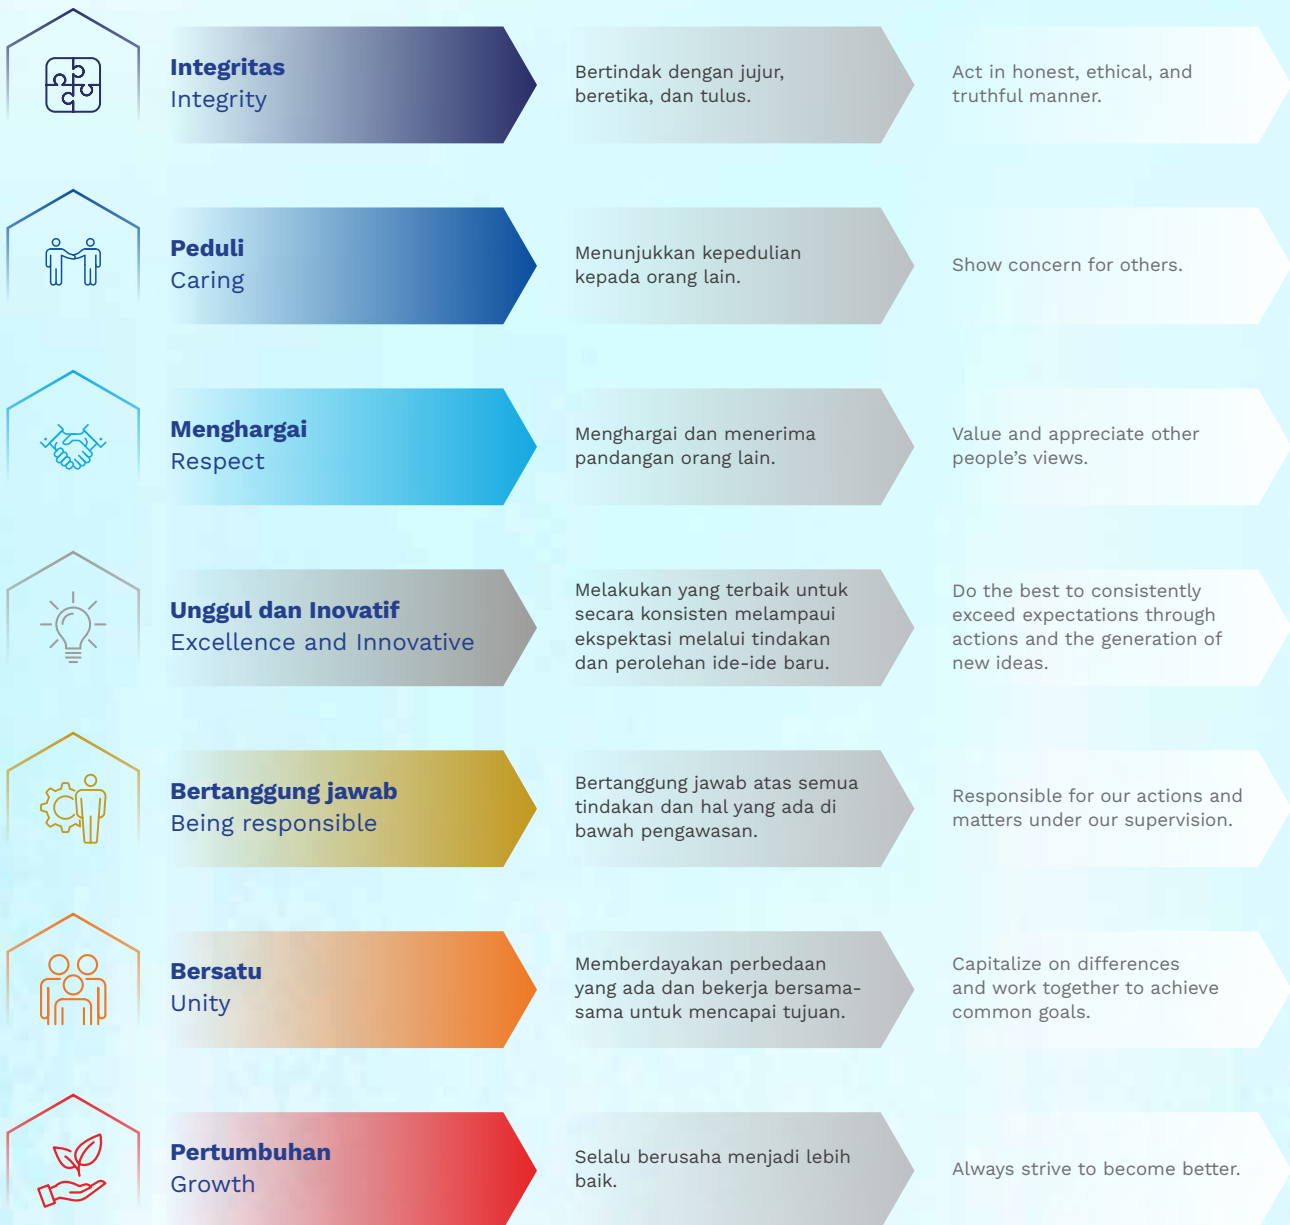 Integritas
Integrity
Bertindak dengan jujur,
beretika, dan tulus.
Act in honest, ethical, and
truthful manner.
Peduli
Caring
Menunjukkan kepedulian
kepada orang lain.
Show concern for others.
Menghargai
Respect
Menghargai dan menerima
pandangan orang lain.
Value and appreciate other
people’s views.
Unggul dan Inovatif
Excellence and Innovative
Melakukan yang terbaik untuk
secara konsisten melampaui
ekspektasi melalui tindakan
dan perolehan ide-ide baru.
Do the best to consistently
exceed expectations through
actions and the generation of
new ideas.
Bertanggung jawab
Being responsible
Bertanggung jawab atas semua
tindakan dan hal yang ada di
bawah pengawasan.
Responsible for our actions and
matters under our supervision.
Bersatu
Unity
Memberdayakan perbedaan
yang ada dan bekerja bersama-
sama untuk mencapai tujuan.
Capitalize on differences
and work together to achieve
common goals.
Pertumbuhan
Growth
Selalu berusaha menjadi lebih
baik.
Always strive to become better.